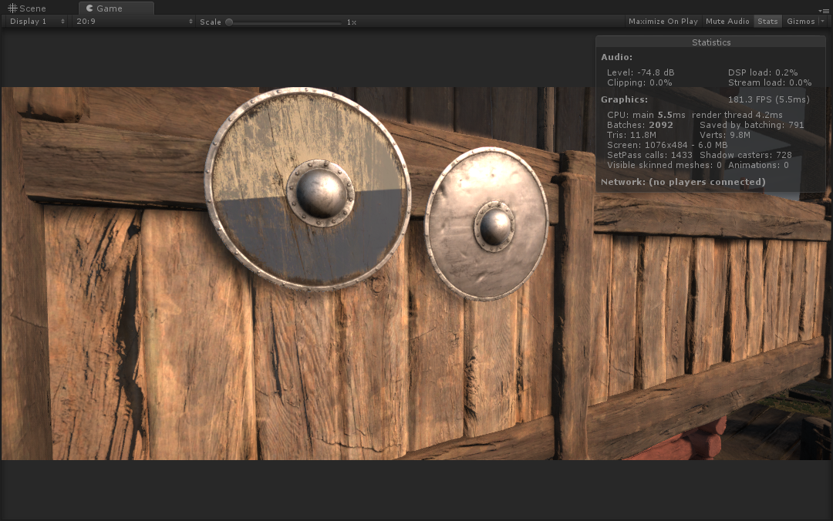 Scene
Game
Display 1 20:9 Scale 1x Maximize On Play Mute Audio Stats Gizmos
Statistics
Audio:
Level: -74.8 dB DSP load: 0.2%
Clipping: 0.0% Stream load: 0.0%
Graphics: 181.3 FPS (5.5ms)
CPU: main 5.5ms render thread 4.2ms
Batches: 2092 Saved by batching: 791
Tris: 11.8M Verts: 9.8M
Screen: 1076x484 - 6.0 MB
SetPass calls: 1433 Shadow casters: 728
Visible skinned meshes: 0 Animations: 0
Network: (no players connected)